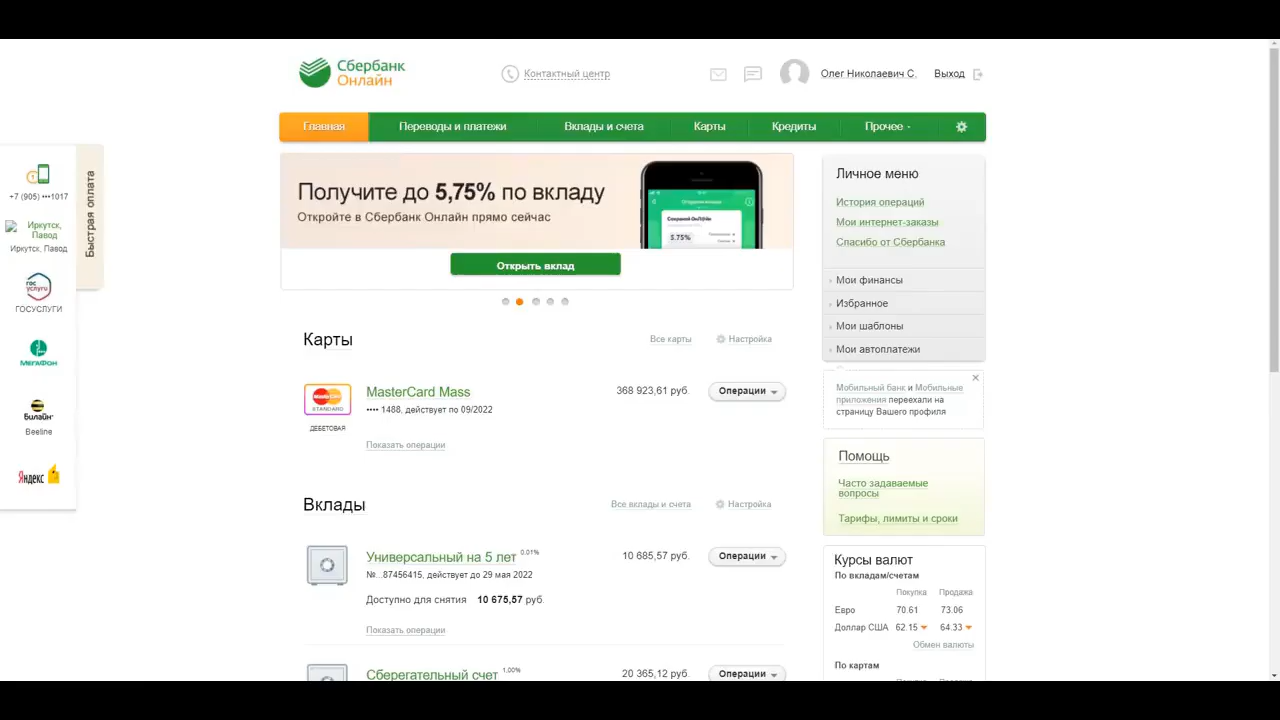 Сбербанк
Онлайн
Контактный центр
Олег Николаевич С.
Выход
Главная
Переводы и платежи
Вклады и счета
Карты
Кредиты
Прочее
+7 (905) •••1017
Иркутск,
Павод
Иркутск, Павод
госуслуги
ГОСУСЛУГИ
МЕГАФОН
Билайн
Beeline
Яндекс
Быстрая оплата
Получите до 5,75% по вкладу
Откройте в Сбербанк Онлайн прямо сейчас
5,75%
Открыть вклад
Карты
Все карты
Настройка
MasterCard
STANDARD
ДЕБЕТОВАЯ
MasterCard Mass
•••• 1488, действует по 09/2022
368 923,61 руб.
Операции
Показать операции
Вклады
Все вклады и счета
Настройка
Универсальный на 5 лет 0.01%
№...87456415, действует до 29 мая 2022
10 685,57 руб.
Операции
Доступно для снятия 10 675,57 руб.
Показать операции
Сберегательный счет 1,00%
20 365,12 руб.
Операции
Личное меню
История операций
Мои интернет-заказы
Спасибо от Сбербанка
Мои финансы
Избранное
Мои шаблоны
Мои автоплатежи
Мобильный банк и Мобильные
приложения переехали на
страницу Вашего профиля
Помощь
Часто задаваемые
вопросы
Тарифы, лимиты и сроки
Курсы валют
По вкладам/счетам
Покупка Продажа
Евро 70.61 73.06
Доллар США 62.15 64.33
Обмен валюты
По картам